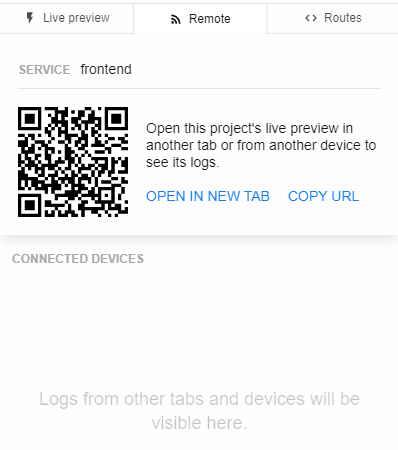 Live preview
Remote
Routes
SERVICE frontend
Open this project's live preview in
another tab or from another device to
see its logs.
OPEN IN NEW TAB COPY URL
CONNECTED DEVICES
Logs from other tabs and devices will be
visible here.